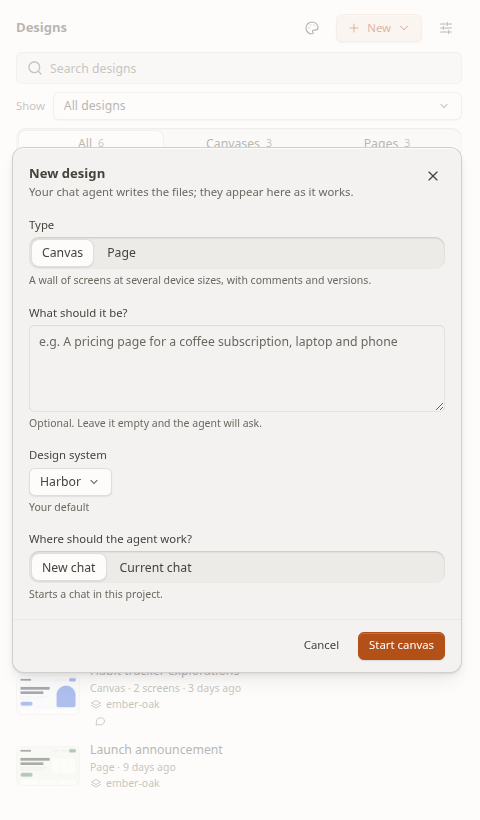 Designs
New
Search designs
Show
All designs
All 6
Canvases 3
Pages 3
New design
Your chat agent writes the files; they appear here as it works.
Type
Canvas
Page
A wall of screens at several device sizes, with comments and versions.
What should it be?
e.g. A pricing page for a coffee subscription, laptop and phone
Optional. Leave it empty and the agent will ask.
Design system
Harbor
Your default
Where should the agent work?
New chat
Current chat
Starts a chat in this project.
Cancel
Start canvas
Habit tracker explorations
Canvas · 2 screens · 3 days ago
ember-oak
Launch announcement
Page · 9 days ago
ember-oak